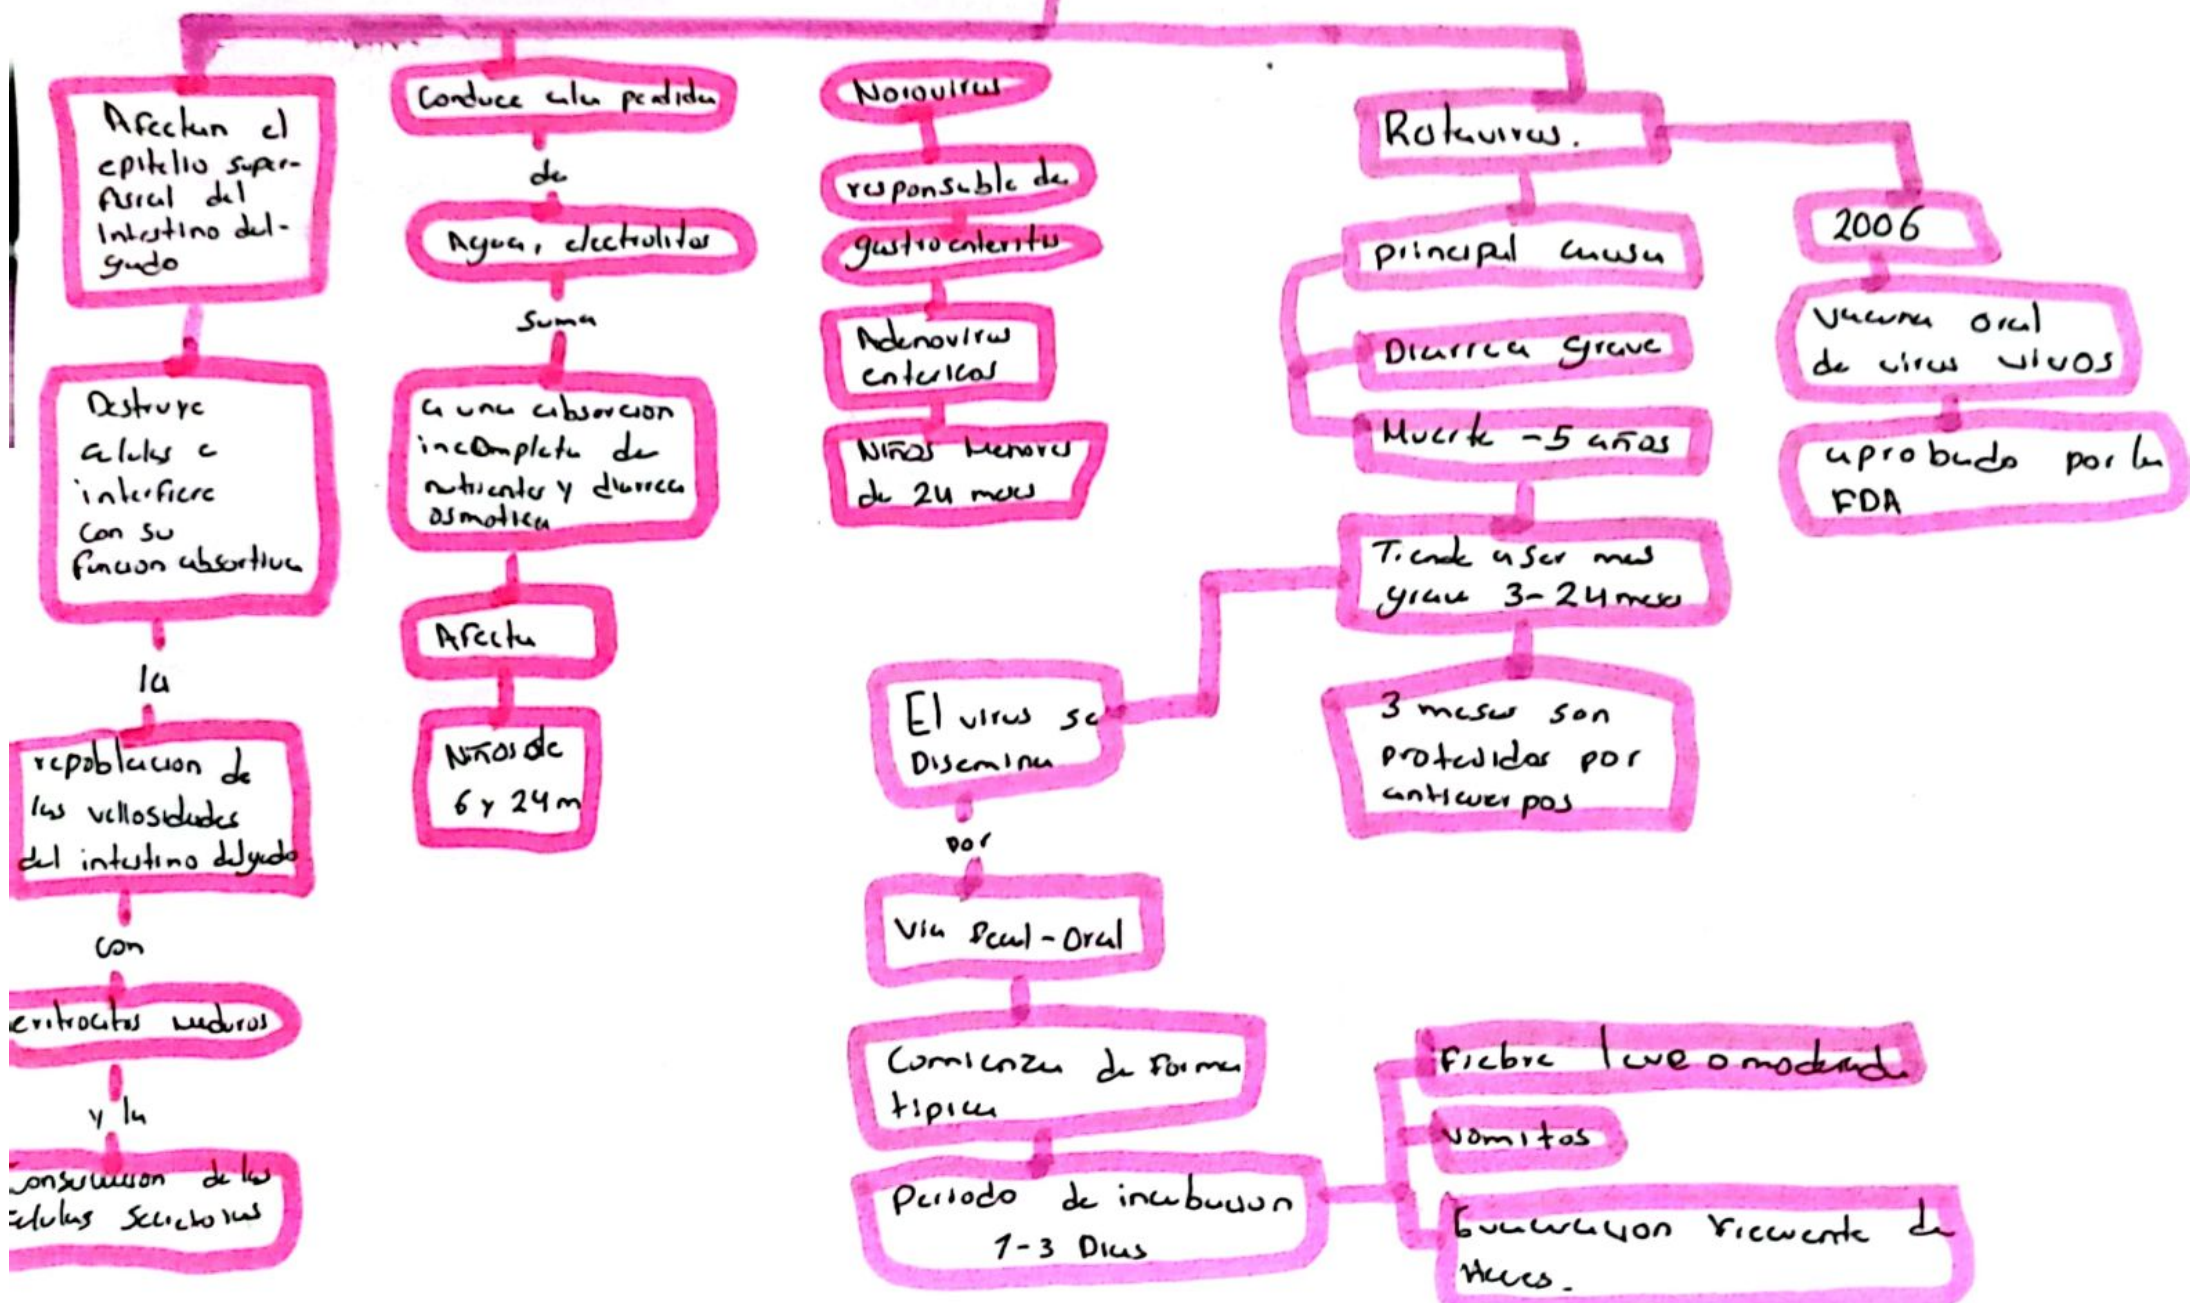 Afectan el
epitelio super-
ficial del
Intestino del-
gado
Destruye
celulas e
interfiere
con su
funcion absortiva
la
repoblacion de
las vellosidades
del intestino delgado
con
eritrocitos maduros
y la
Conservacion de las
celulas secretorias
Conduce a la perdida
de
Agua, electrolitos
suma
a una absorcion
incompleta de
nutrientes y diarrea
osmotica
Afecta
Niños de
6 y 24 m
Norovirus
responsable de
gastroenteritis
Adenovirus
entericos
Niños Menores
de 24 meses
Rotavirus.
principal causa
Diarrea grave
Muerte -5 años
Tiende a ser mas
grave 3-24 meses
3 meses son
protejidos por
anticuerpos
2006
vacuna oral
de virus vivos
aprobado por la
FDA
El virus se
Disemina
por
Via fecal-Oral
Comienza de forma
tipica
Periodo de incubacion
1-3 Dias
fiebre leve o moderada
vomitos
Evacuacion frecuente de
Heces.